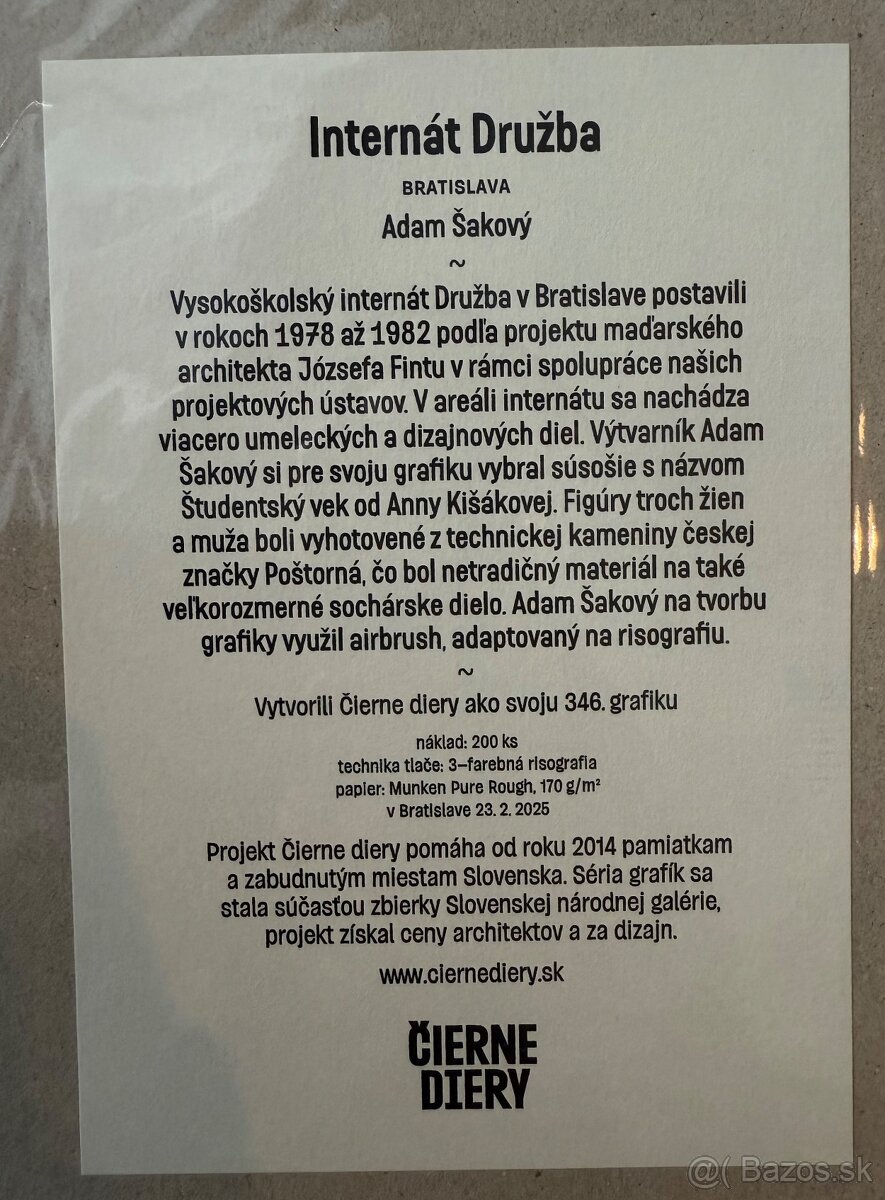 Internát Družba
BRATISLAVA
Adam Šakový
~
Vysokoškolský internát Družba v Bratislave postavili
v rokoch 1978 až 1982 podľa projektu maďarského
architekta Józsefa Fintu v rámci spolupráce našich
projektových ústavov. V areáli internátu sa nachádza
viacero umeleckých a dizajnových diel. Výtvarník Adam
Šakový si pre svoju grafiku vybral súsošie s názvom
Študentský vek od Anny Kišákovej. Figúry troch žien
a muža boli vyhotovené z technickej kameniny českej
značky Poštorná, čo bol netradičný materiál na také
veľkorozmerné sochárske dielo. Adam Šakový na tvorbu
grafiky využil airbrush, adaptovaný na risografiu.
~
Vytvorili Čierne diery ako svoju 346. grafiku
náklad: 200 ks
technika tlače: 3–farebná risografia
papier: Munken Pure Rough, 170 g/m²
v Bratislave 23. 2. 2025
Projekt Čierne diery pomáha od roku 2014 pamiatkam
a zabudnutým miestam Slovenska. Séria grafík sa
stala súčasťou zbierky Slovenskej národnej galérie,
projekt získal ceny architektov a za dizajn.
www.ciernediery.sk
ČIERNE
DIERY
@( Bazos.sk